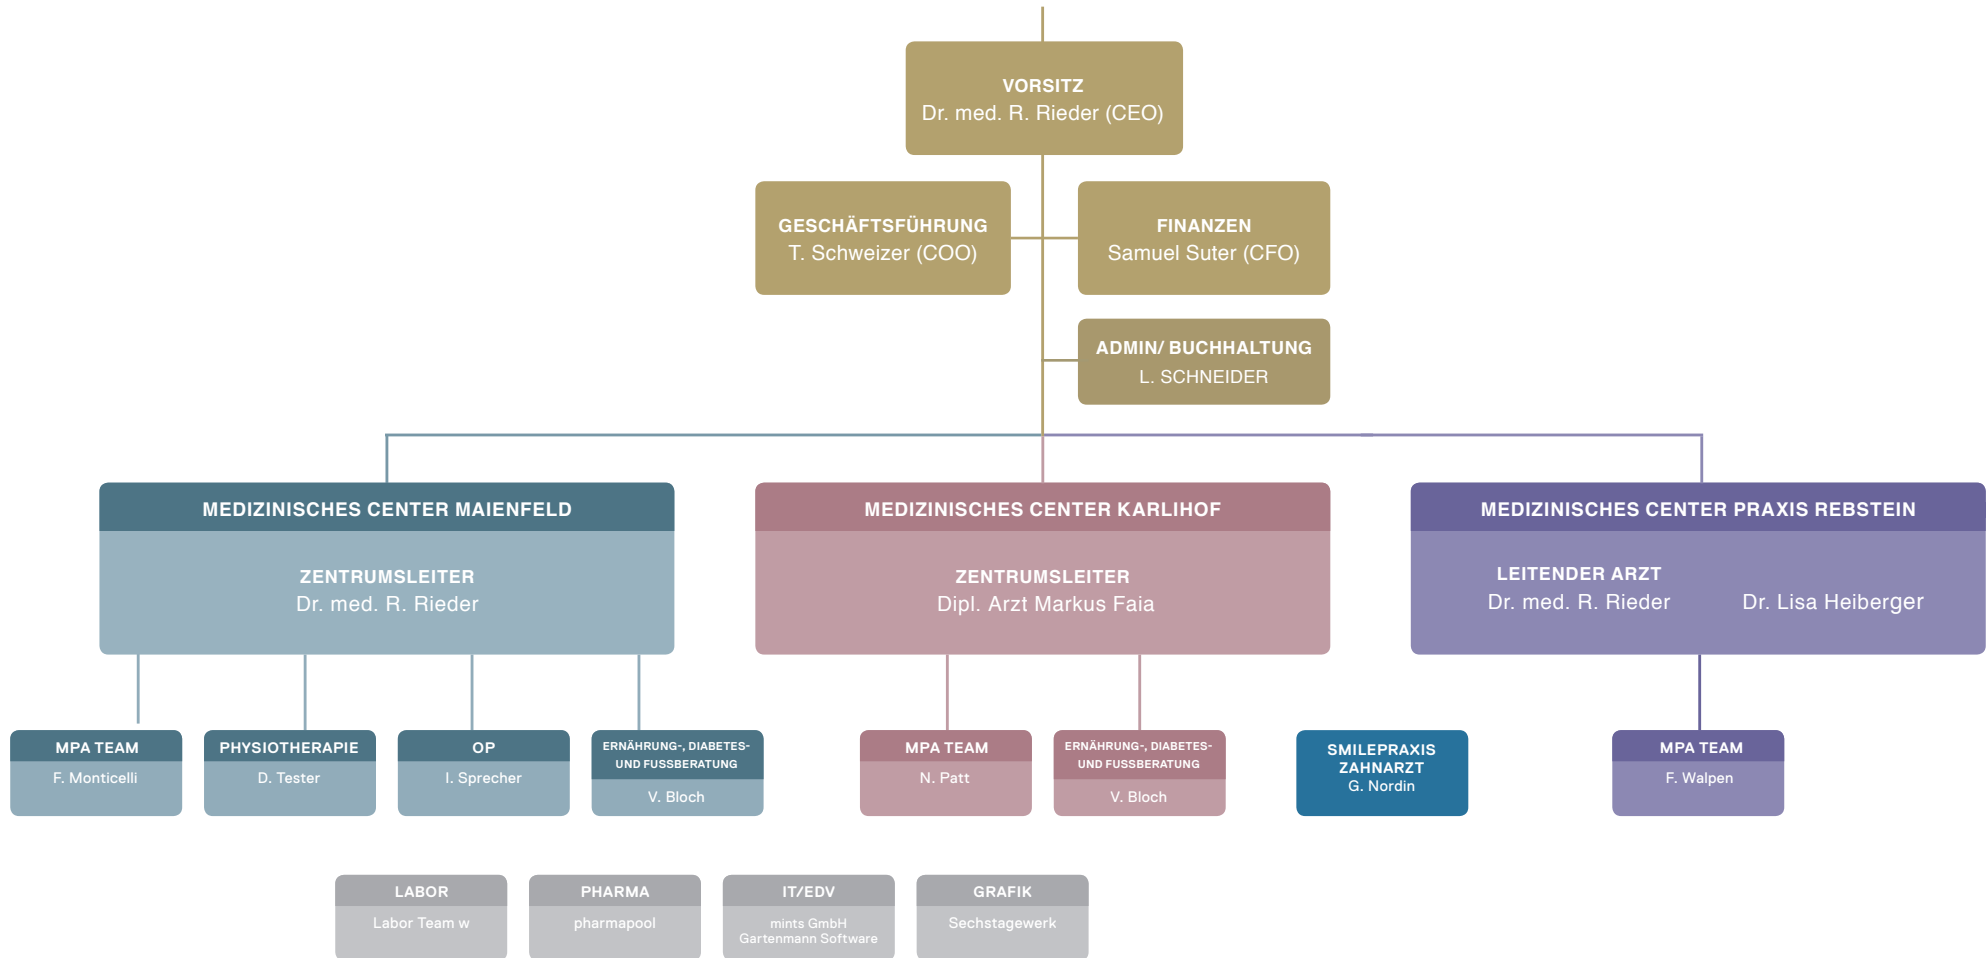 VORSITZ
Dr. med. R. Rieder (CEO)
GESCHÄFTSFÜHRUNG
T. Schweizer (COO)
FINANZEN
Samuel Suter (CFO)
ADMIN/ BUCHHALTUNG
L. SCHNEIDER
MEDIZINISCHES CENTER MAIENFELD
ZENTRUMSLEITER
Dr. med. R. Rieder
MEDIZINISCHES CENTER KARLIHOF
ZENTRUMSLEITER
Dipl. Arzt Markus Faia
MEDIZINISCHES CENTER PRAXIS REBSTEIN
LEITENDER ARZT
Dr. med. R. Rieder
Dr. Lisa Heiberger
MPA TEAM
F. Monticelli
PHYSIOTHERAPIE
D. Tester
OP
I. Sprecher
ERNÄHRUNG-, DIABETES-
UND FUSSBERATUNG
V. Bloch
MPA TEAM
N. Patt
ERNÄHRUNG-, DIABETES-
UND FUSSBERATUNG
V. Bloch
SMILEPRAXIS
ZAHNARZT
G. Nordin
MPA TEAM
F. Walpen
LABOR
Labor Team w
PHARMA
pharmapool
IT/EDV
mints GmbH
Gartenmann Software
GRAFIK
Sechstagewerk